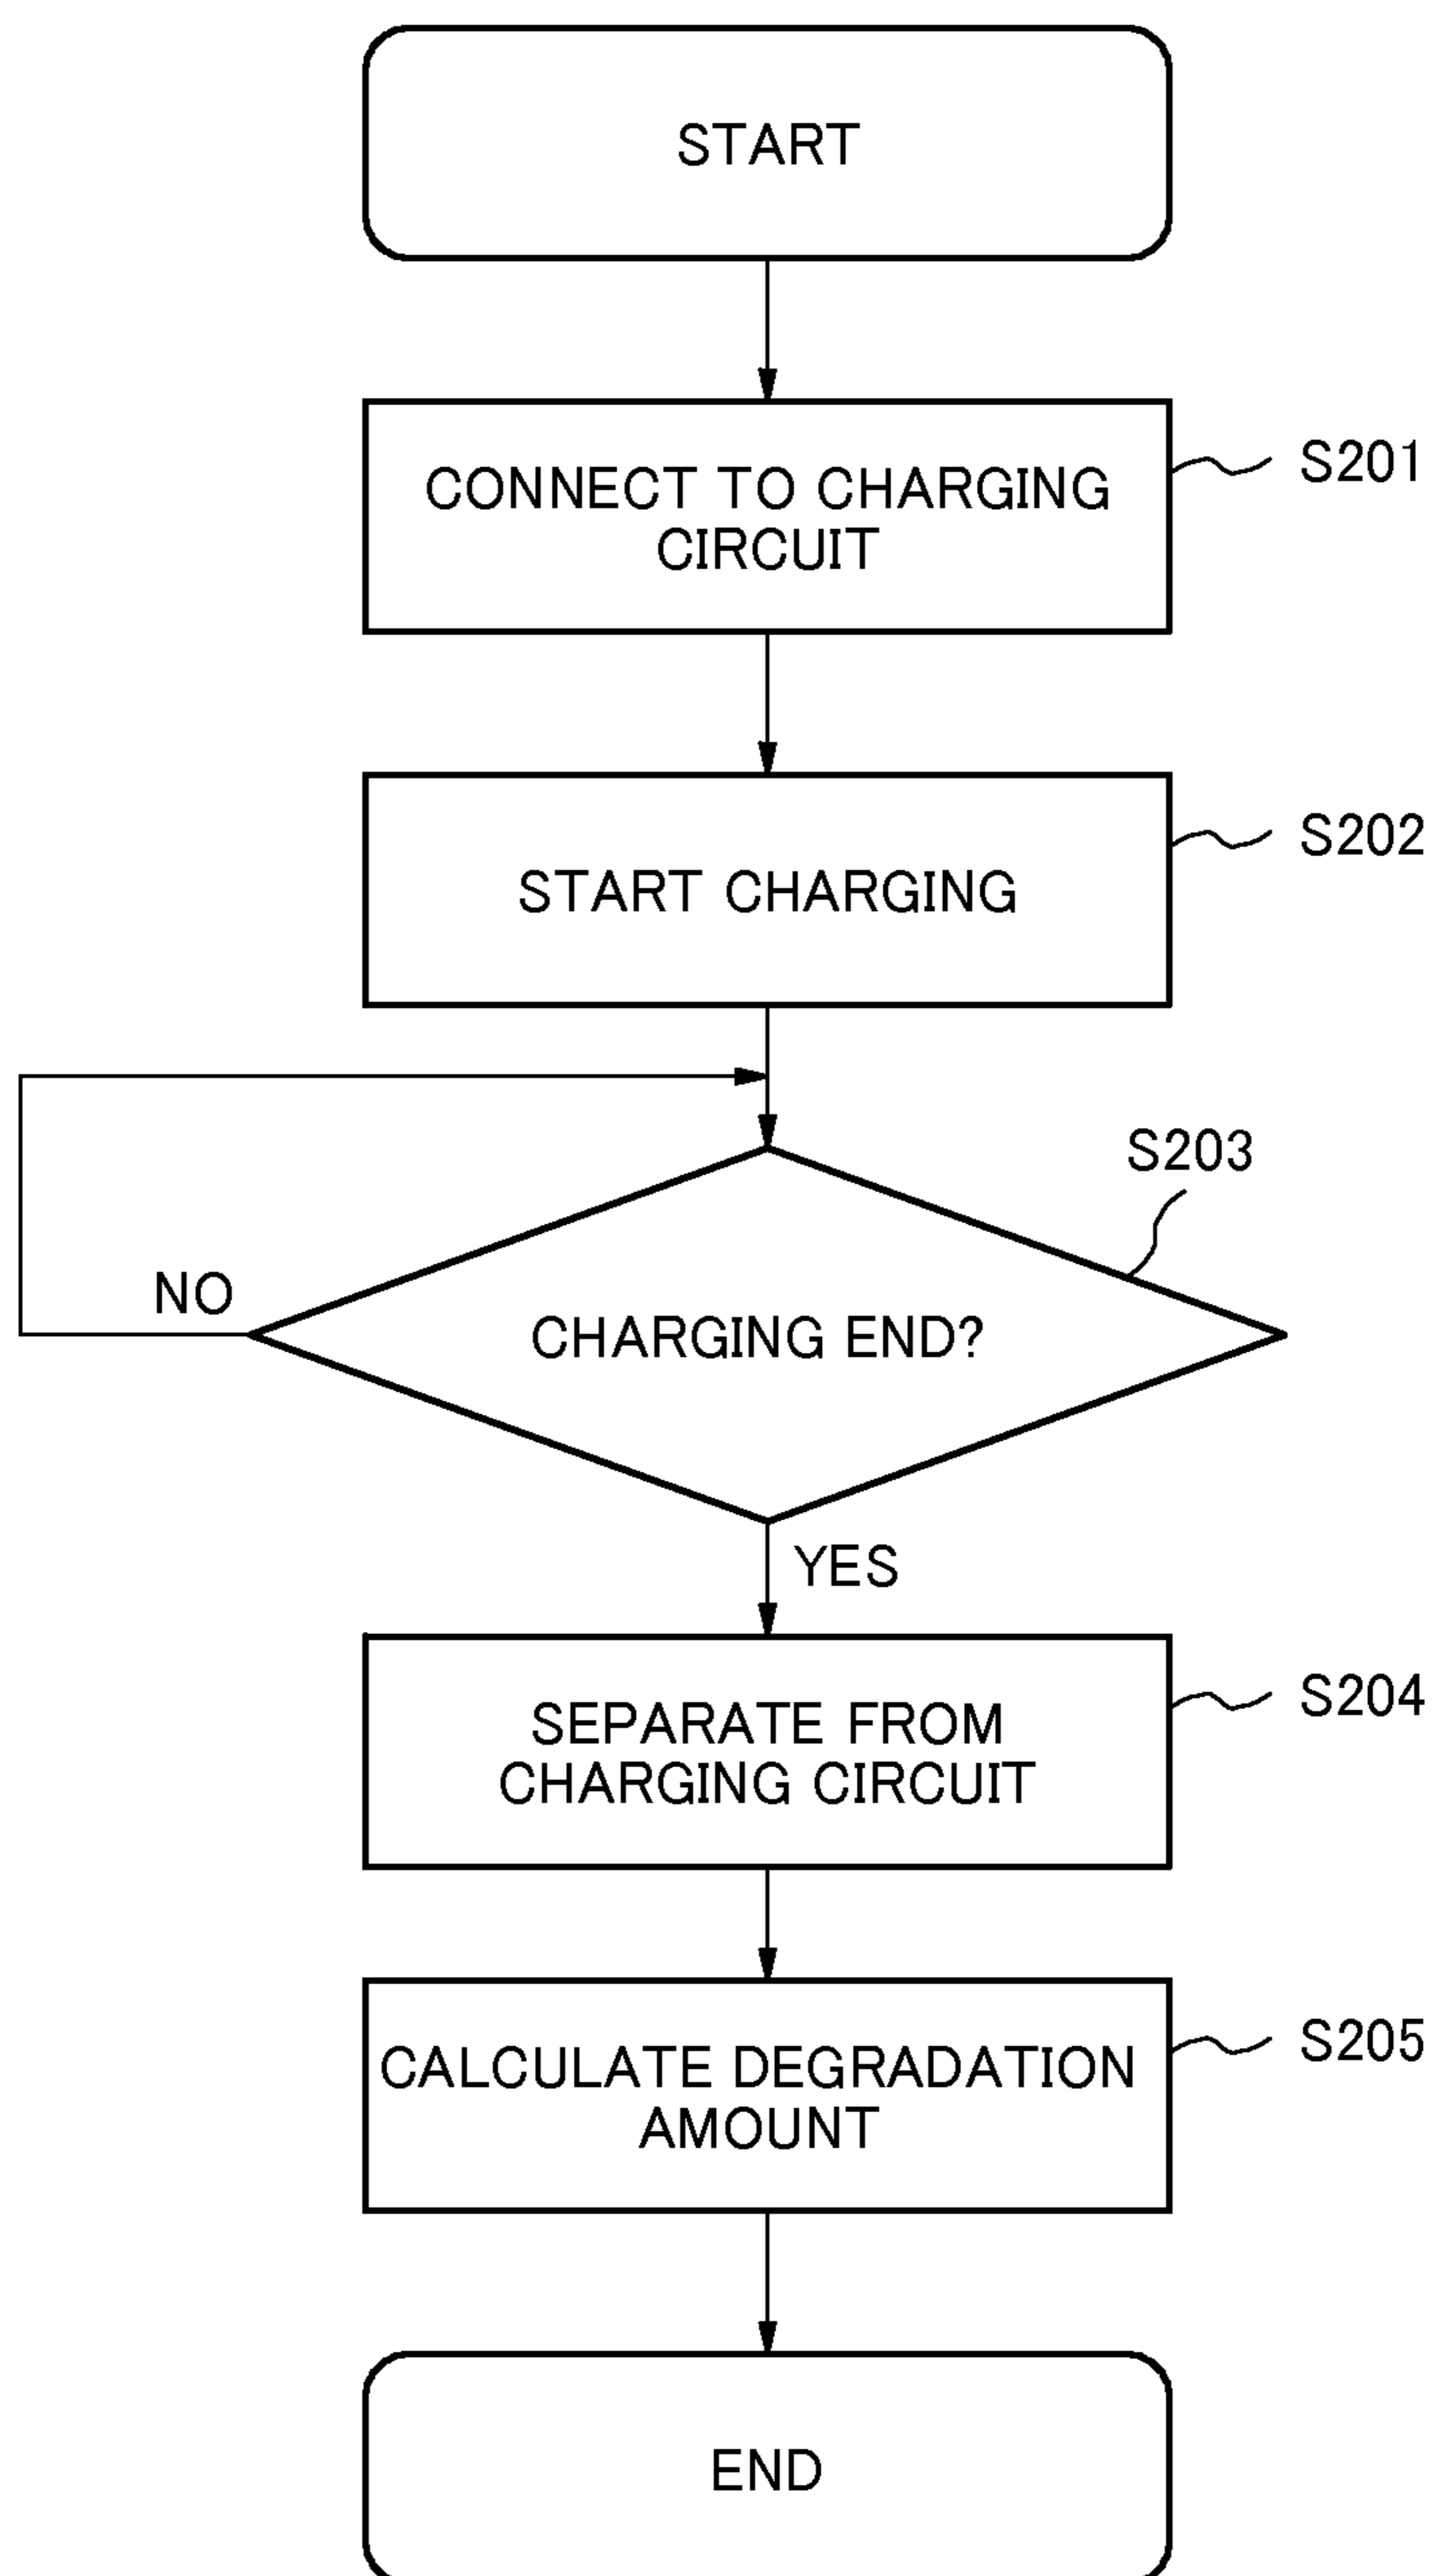 START
CONNECT TO CHARGING
CIRCUIT
S201
START CHARGING
S202
S203
NO
CHARGING END?
YES
SEPARATE FROM
CHARGING CIRCUIT
S204
CALCULATE DEGRADATION
AMOUNT
S205
END